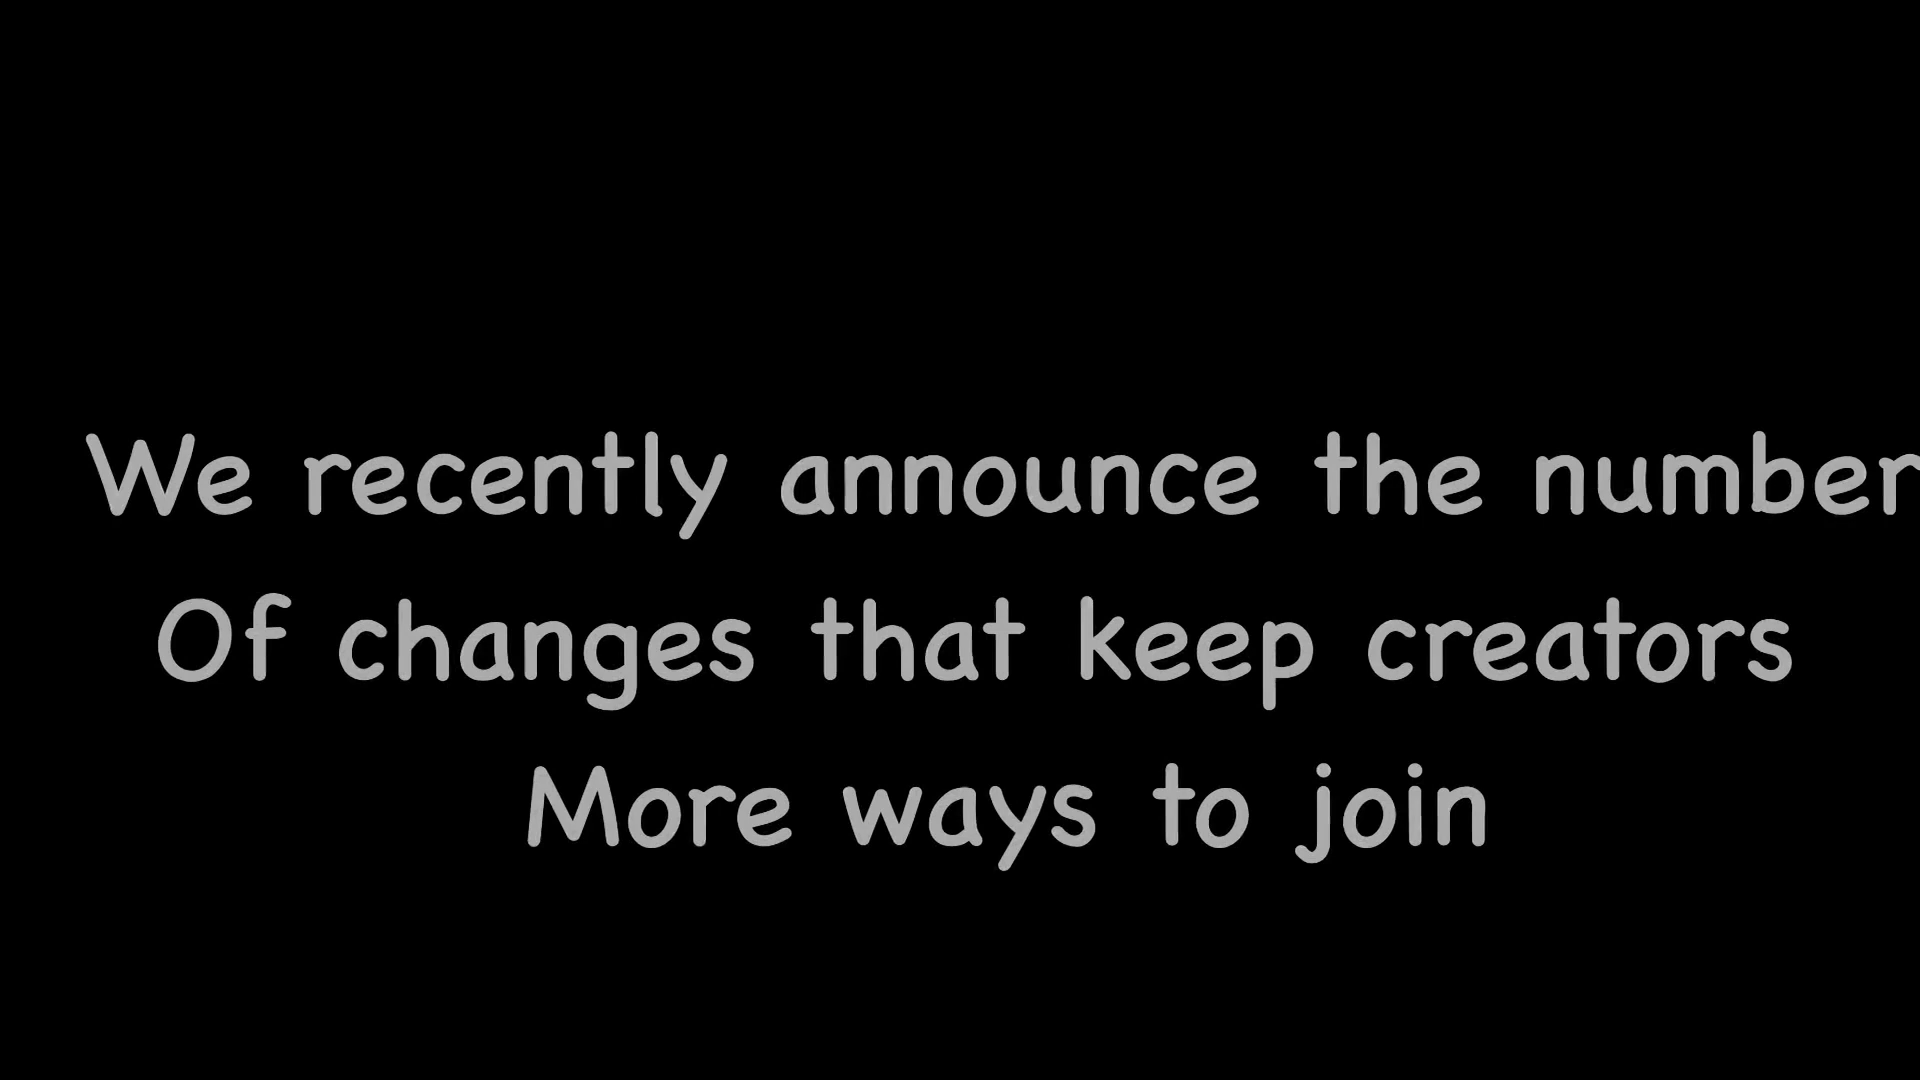 We recently announce the number
Of changes that keep creators
More ways to join